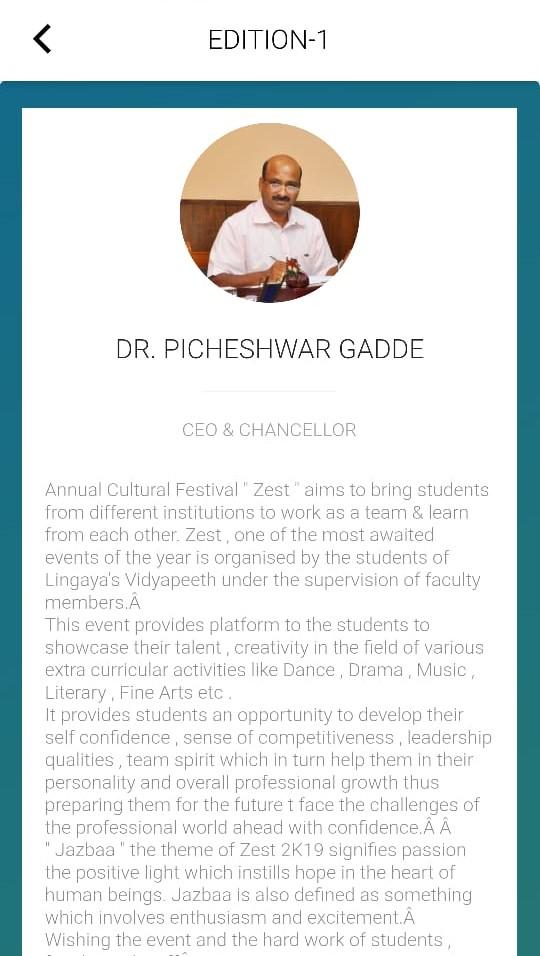 EDITION-1
DR. PICHESHWAR GADDE
CEO & CHANCELLOR
Annual Cultural Festival " Zest " aims to bring students
from different institutions to work as a team & learn
from each other. Zest , one of the most awaited
events of the year is organised by the students of
Lingaya's Vidyapeeth under the supervision of faculty
members.Â
This event provides platform to the students to
showcase their talent , creativity in the field of various
extra curricular activities like Dance , Drama , Music ,
Literary , Fine Arts etc .
It provides students an opportunity to develop their
self confidence , sense of competitiveness , leadership
qualities , team spirit which in turn help them in their
personality and overall professional growth thus
preparing them for the future t face the challenges of
the professional world ahead with confidence.Â Â
" Jazbaa " the theme of Zest 2K19 signifies passion
the positive light which instills hope in the heart of
human beings. Jazbaa is also defined as something
which involves enthusiasm and excitement.Â
Wishing the event and the hard work of students ,